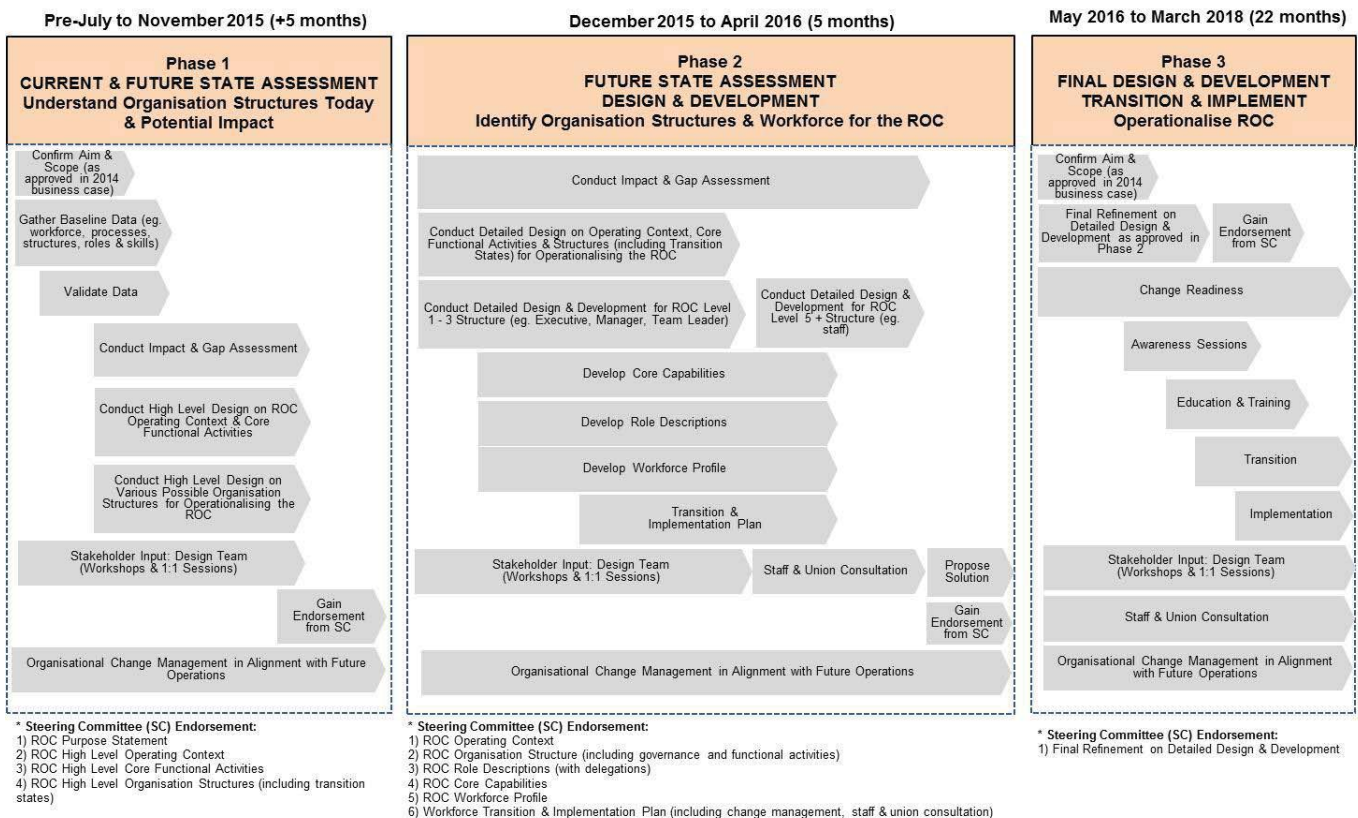 Pre-July to November 2015 (+5 months)
Phase 1
CURRENT & FUTURE STATE ASSESSMENT
Understand Organisation Structures Today
& Potential Impact
Confirm Aim &
Scope (as
approved in 2014
business case)
Gather Baseline Data (eg.
workforce, processes,
structures, roles & skills)
Validate Data
Conduct Impact & Gap Assessment
Conduct High Level Design on ROC
Operating Context & Core
Functional Activities
Conduct High Level Design on
Various Possible Organisation
Structures for Operationalising the
ROC
Stakeholder Input: Design Team
(Workshops & 1:1 Sessions)
Gain
Endorsement
from SC
Organisational Change Management in Alignment with Future
Operations
* Steering Committee (SC) Endorsement:
1) ROC Purpose Statement
2) ROC High Level Operating Context
3) ROC High Level Core Functional Activities
4) ROC High Level Organisation Structures (including transition
states)
December 2015 to April 2016 (5 months)
Phase 2
FUTURE STATE ASSESSMENT
DESIGN & DEVELOPMENT
Identify Organisation Structures & Workforce for the ROC
Conduct Impact & Gap Assessment
Conduct Detailed Design on Operating Context, Core
Functional Activities & Structures (including Transition
States) for Operationalising the ROC
Conduct Detailed Design & Development for ROC Level
1 - 3 Structure (eg. Executive, Manager, Team Leader)
Conduct Detailed Design &
Development for ROC
Level 5 + Structure (eg.
staff)
Develop Core Capabilities
Develop Role Descriptions
Develop Workforce Profile
Transition &
Implementation Plan
Stakeholder Input: Design Team
(Workshops & 1:1 Sessions)
Staff & Union Consultation
Propose
Solution
Gain
Endorsement
from SC
Organisational Change Management in Alignment with Future Operations
* Steering Committee (SC) Endorsement:
1) ROC Operating Context
2) ROC Organisation Structure (including governance and functional activities)
3) ROC Role Descriptions (with delegations)
4) ROC Core Capabilities
5) ROC Workforce Profile
6) Workforce Transition & Implementation Plan (including change management, staff & union consultation)
May 2016 to March 2018 (22 months)
Phase 3
FINAL DESIGN & DEVELOPMENT
TRANSITION & IMPLEMENT
Operationalise ROC
Confirm Aim &
Scope (as
approved in 2014
business case)
Final Refinement on
Detailed Design &
Development as approved in
Phase 2
Gain
Endorsement
from SC
Change Readiness
Awareness Sessions
Education & Training
Transition
Implementation
Stakeholder Input: Design Team
(Workshops & 1:1 Sessions)
Staff & Union Consultation
Organisational Change Management in Alignment
with Future Operations
* Steering Committee (SC) Endorsement:
1) Final Refinement on Detailed Design & Development